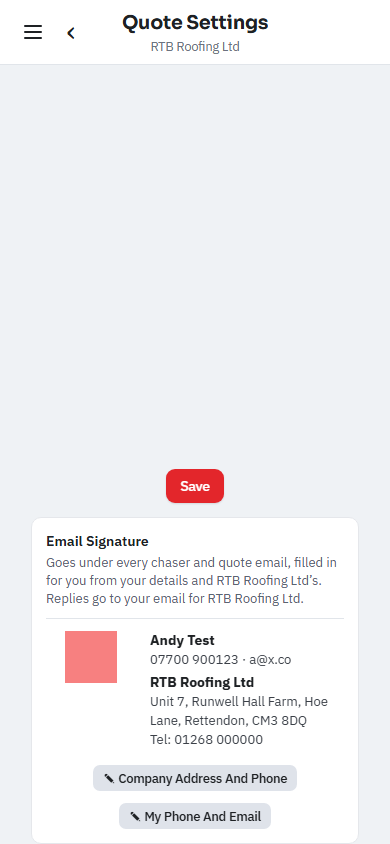 Quote Settings
RTB Roofing Ltd
Save
Email Signature
Goes under every chaser and quote email, filled in
for you from your details and RTB Roofing Ltd’s.
Replies go to your email for RTB Roofing Ltd.
Andy Test
07700 900123 · a@x.co
RTB Roofing Ltd
Unit 7, Runwell Hall Farm, Hoe
Lane, Rettendon, CM3 8DQ
Tel: 01268 000000
Company Address And Phone
My Phone And Email